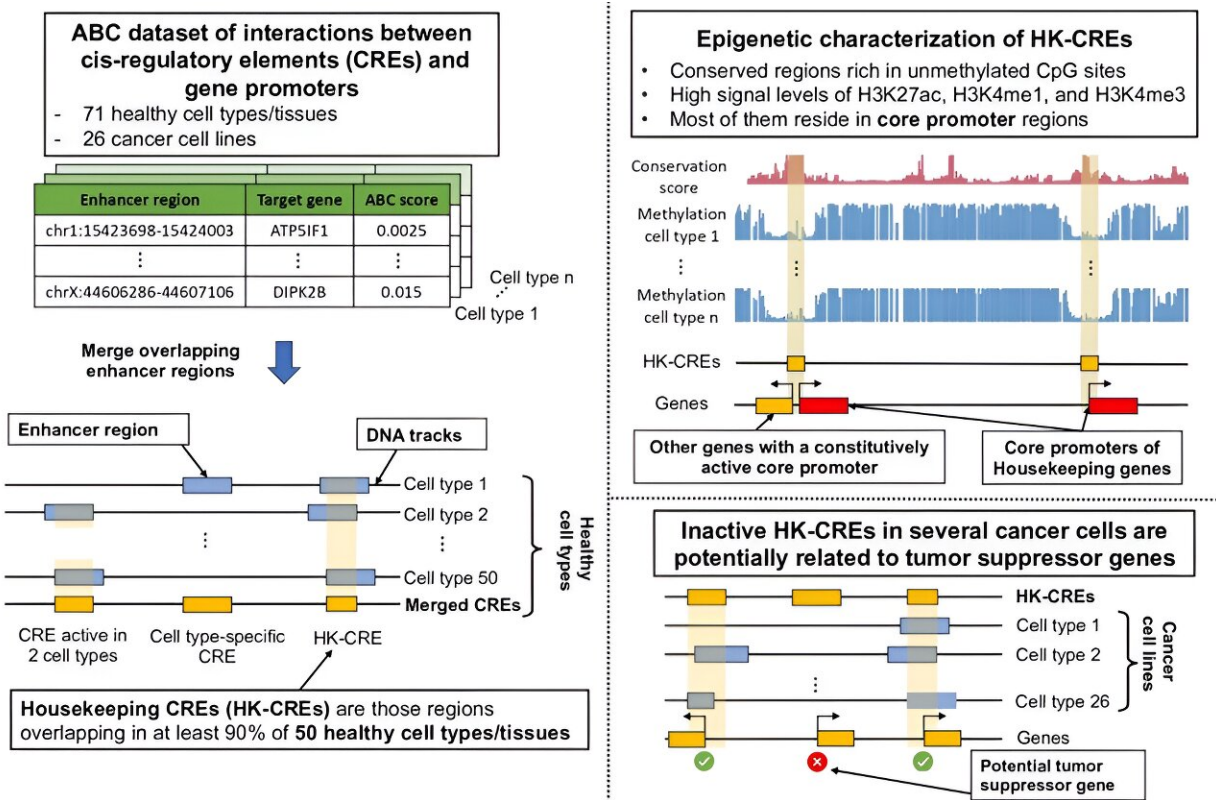 ABC dataset of interactions between
cis-regulatory elements (CREs) and
gene promoters
- 71 healthy cell types/tissues
- 26 cancer cell lines
Enhancer region Target gene ABC score
chr1:15423698-15424003 ATP5IF1 0.0025
⋮ ⋮ ⋮
chrX:44606286-44607106 DIPK2B 0.015
Cell type n
⋯
Cell type 1
Merge overlapping
enhancer regions
Enhancer region
DNA tracks
Cell type 1
Cell type 2
⋮ ⋮
Cell type 50
Merged CREs
Healthy
cell types
CRE active in
2 cell types
Cell type-specific
CRE
HK-CRE
Housekeeping CREs (HK-CREs) are those regions
overlapping in at least 90% of 50 healthy cell types/tissues
Epigenetic characterization of HK-CREs
• Conserved regions rich in unmethylated CpG sites
• High signal levels of H3K27ac, H3K4me1, and H3K4me3
• Most of them reside in core promoter regions
Conservation
score
Methylation
cell type 1
⋮ ⋮ ⋮
Methylation
cell type n
HK-CREs
Genes
Other genes with a constitutively
active core promoter
Core promoters of
Housekeeping genes
Inactive HK-CREs in several cancer cells are
potentially related to tumor suppressor genes
HK-CREs
Cell type 1
Cell type 2
⋮
Cell type 26
Genes
Cancer
cell lines
Potential tumor
suppressor gene